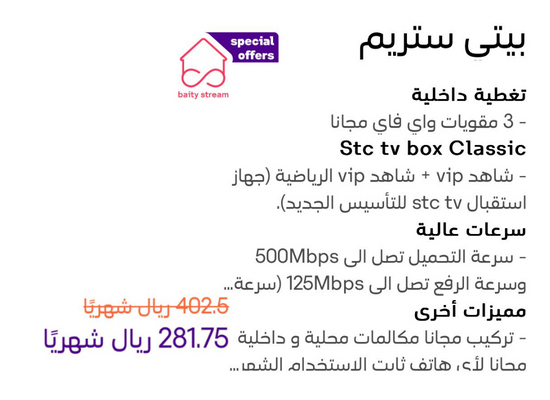 بيتي ستريم
special
offers
baity stream
تغطية داخلية
- 3 مقويات واي فاي مجانا
Stc tv box Classic
- شاهد vip + شاهد vip الرياضية (جهاز
استقبال stc tv للتأسيس الجديد).
سرعات عالية
- سرعة التحميل تصل الى 500Mbps
وسرعة الرفع تصل الى 125Mbps (سرعة...
مميزات أخرى
- تركيب مجانا مكالمات محلية و داخلية
مجانا لأي هاتف ثابت الاستخدام الشهر...
402.5 ريال شهريًا
281.75 ريال شهريًا